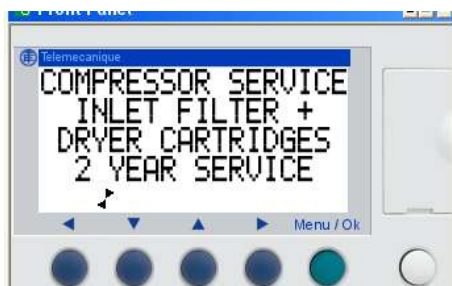 Front Panel
Telemecanique
COMPRESSOR SERVICE
INLET FILTER +
DRYER CARTRIDGES
2 YEAR SERVICE
Menu / Ok